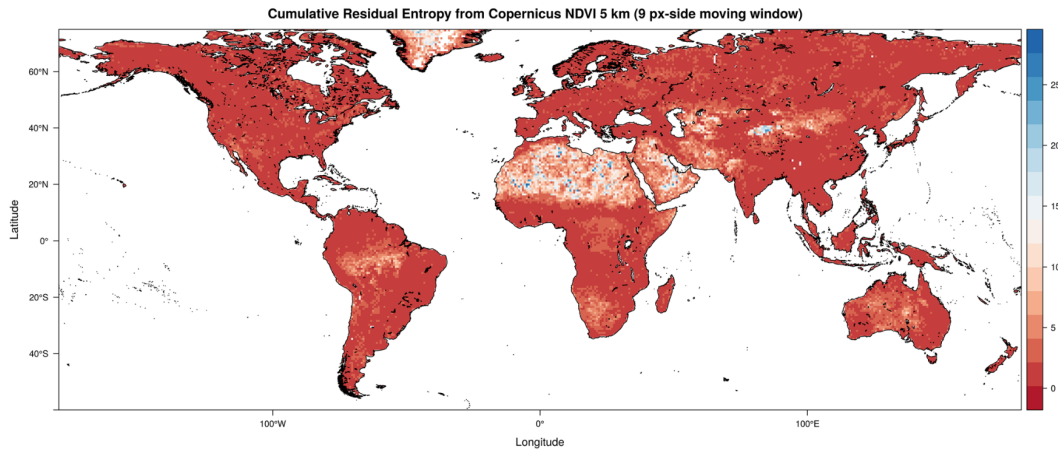 Cumulative Residual Entropy from Copernicus NDVI 5 km (9 px-side moving window)
60°N
40°N
20°N
0°
20°S
40°S
Latitude
100°W
0°
100°E
Longitude
25
20
15
10
5
0